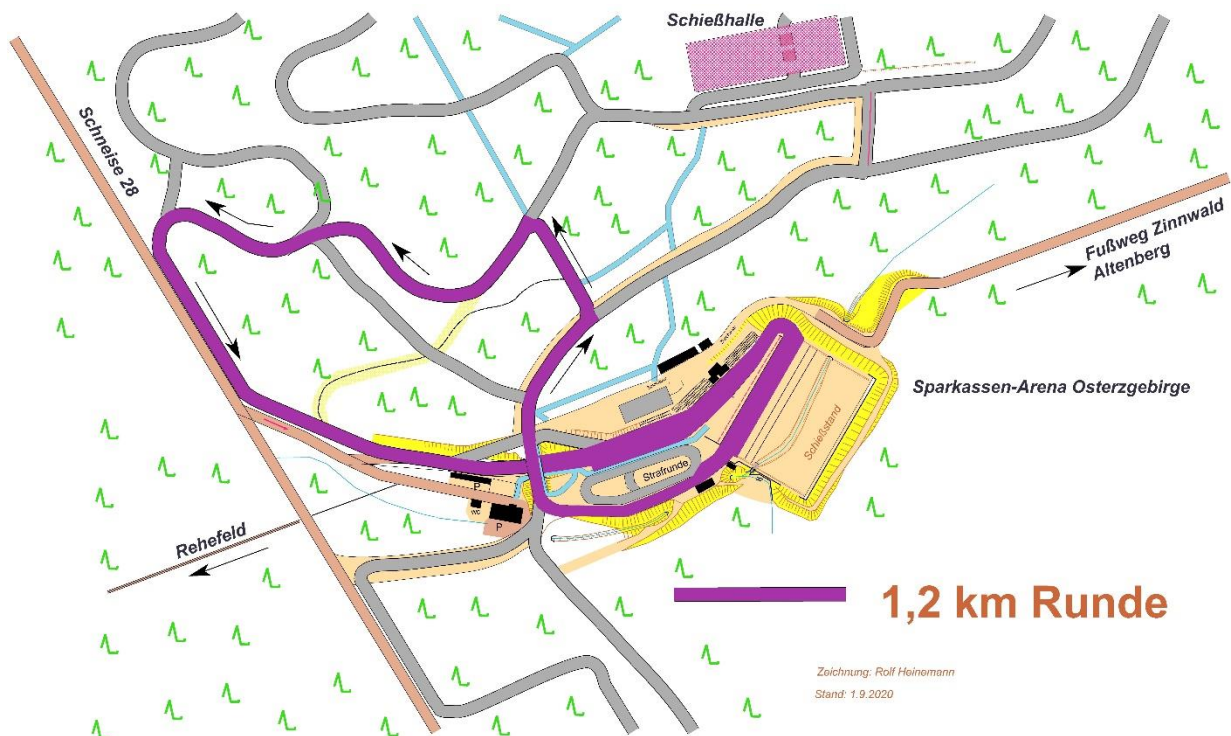 Schießhalle
Schneise 28
Fußweg Zinnwald
Altenberg
Sparkassen-Arena Osterzgebirge
Schießstand
Strafrunde
P
WC
P
Rehefeld
1,2 km Runde
Zeichnung: Rolf Heinemann
Stand: 1.9.2020